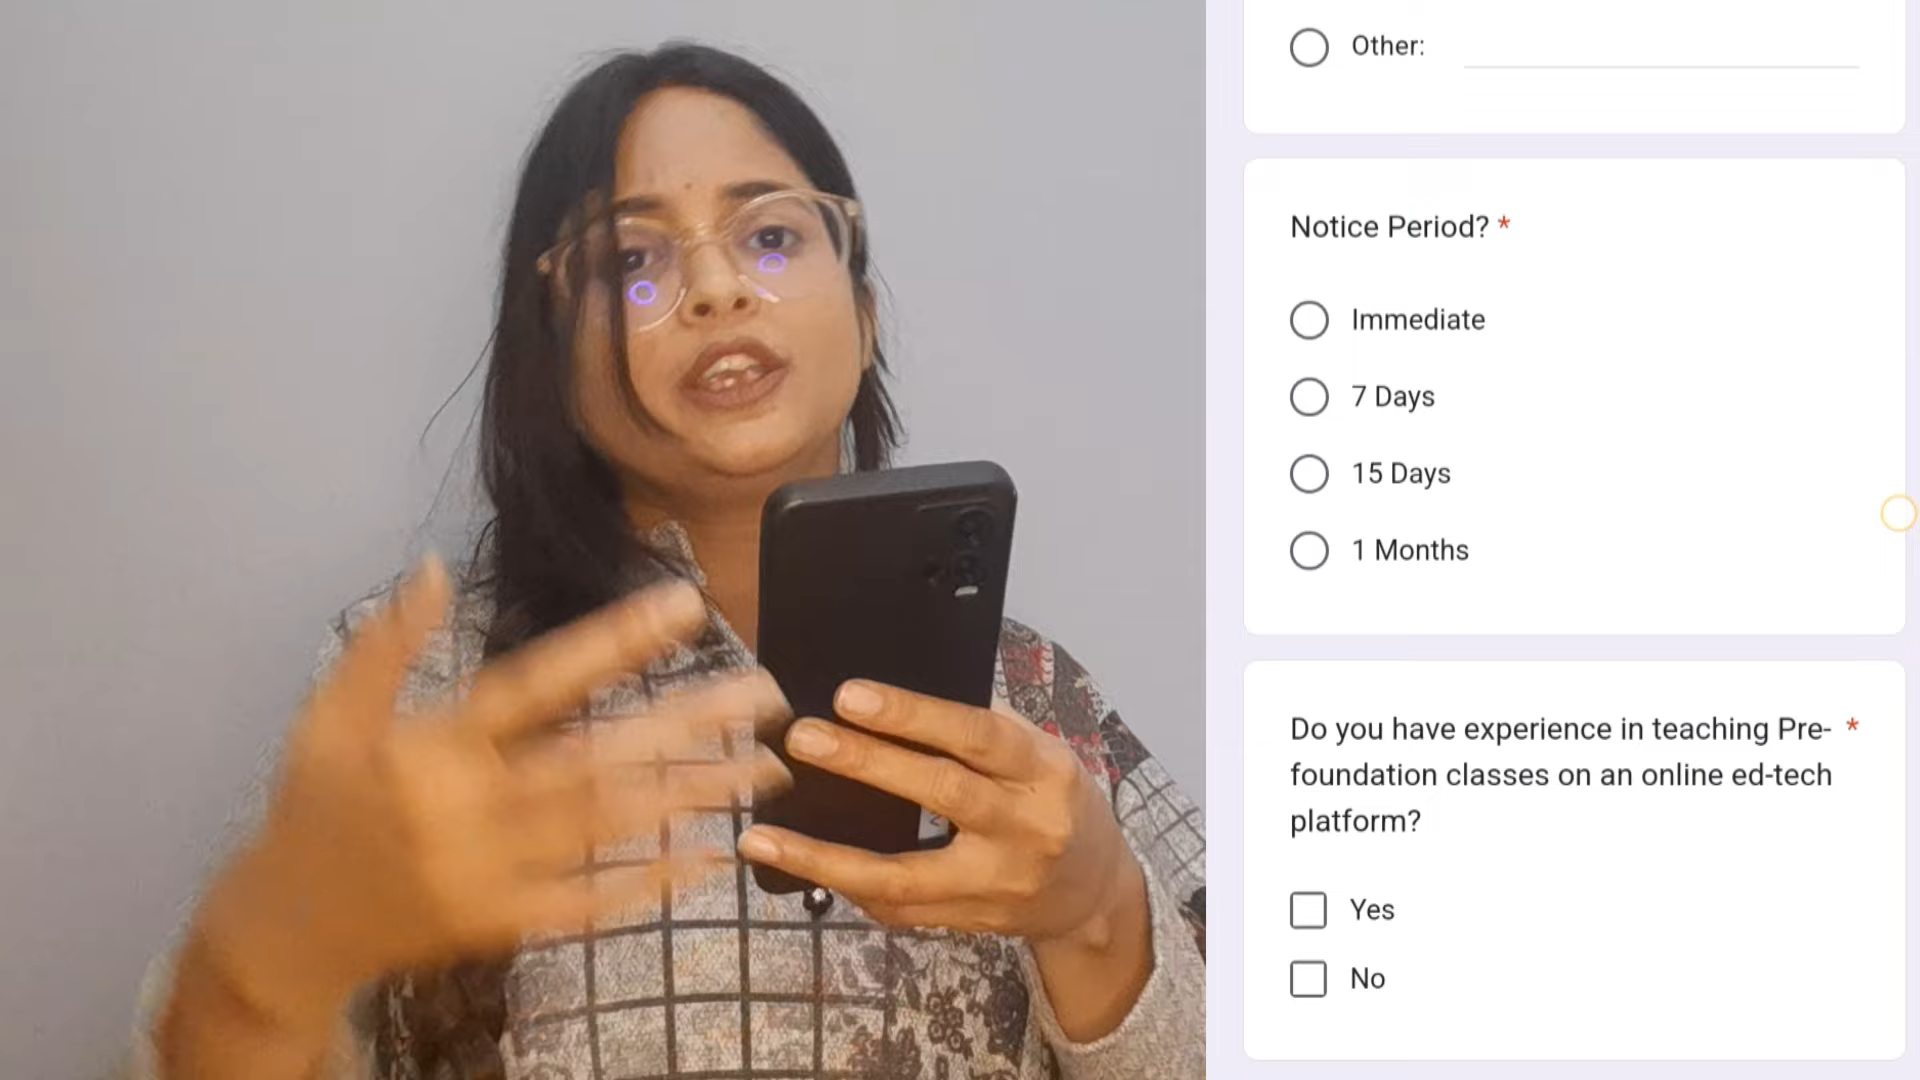 Other:
Notice Period? *
Immediate
7 Days
15 Days
1 Months
Do you have experience in teaching Pre- *
foundation classes on an online ed-tech
platform?
Yes
No